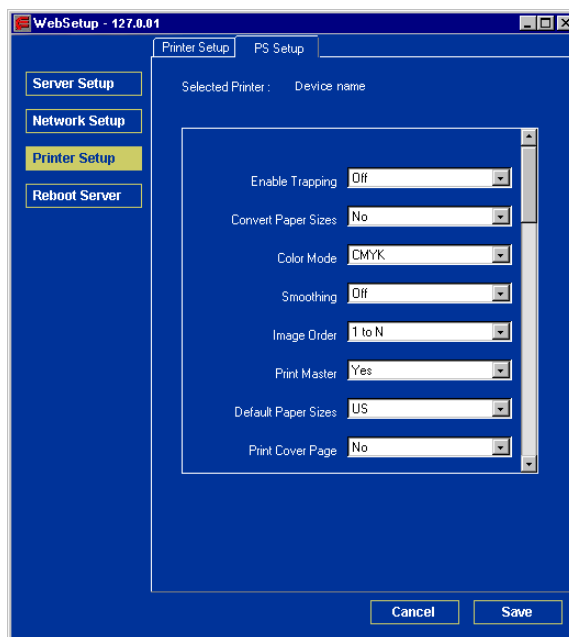 WebSetup - 127.0.01
Printer Setup
PS Setup
Server Setup
Network Setup
Printer Setup
Reboot Server
Selected Printer : Device name
Enable Trapping Off
Convert Paper Sizes No
Color Mode CMYK
Smoothing Off
Image Order 1 to N
Print Master Yes
Default Paper Sizes US
Print Cover Page No
Cancel
Save